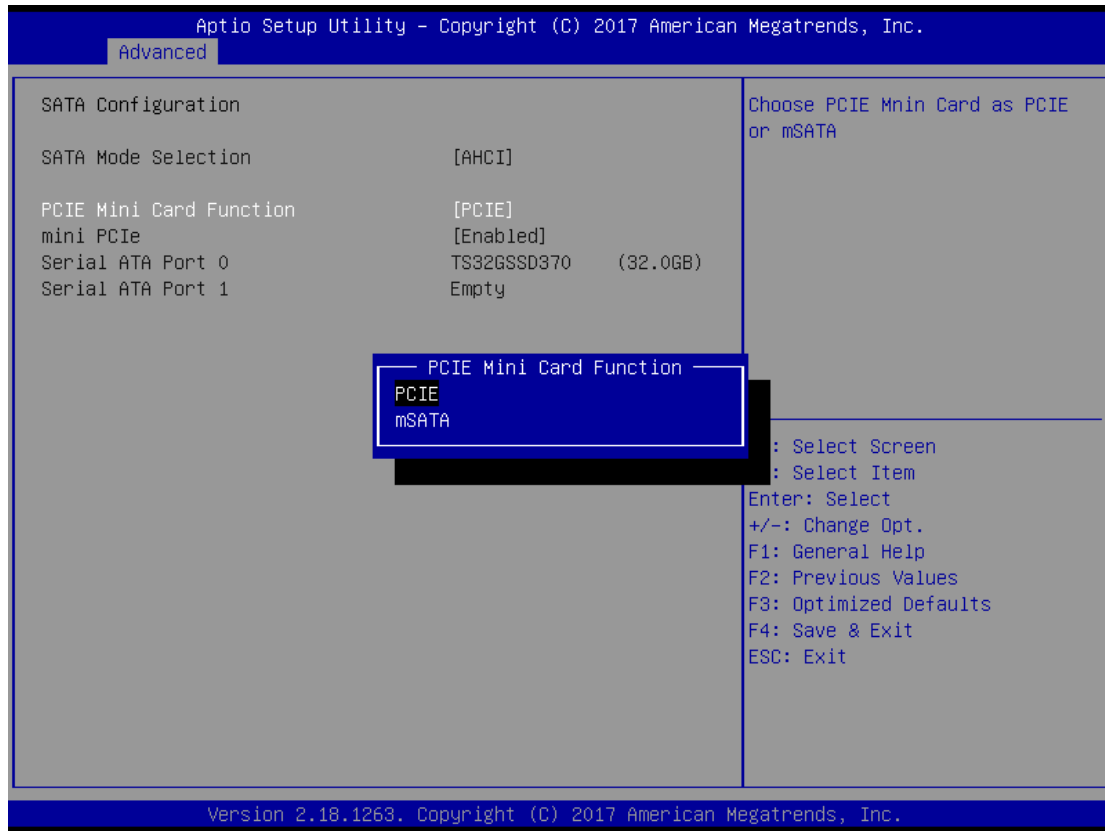 Aptio Setup Utility – Copyright (C) 2017 American Megatrends, Inc.
Advanced
SATA Configuration
SATA Mode Selection [AHCI]
PCIE Mini Card Function [PCIE]
mini PCIe [Enabled]
Serial ATA Port 0 TS32GSSD370 (32.0GB)
Serial ATA Port 1 Empty
PCIE Mini Card Function
PCIE
mSATA
Choose PCIE Mnin Card as PCIE
or mSATA
: Select Screen
: Select Item
Enter: Select
+/-: Change Opt.
F1: General Help
F2: Previous Values
F3: Optimized Defaults
F4: Save & Exit
ESC: Exit
Version 2.18.1263. Copyright (C) 2017 American Megatrends, Inc.